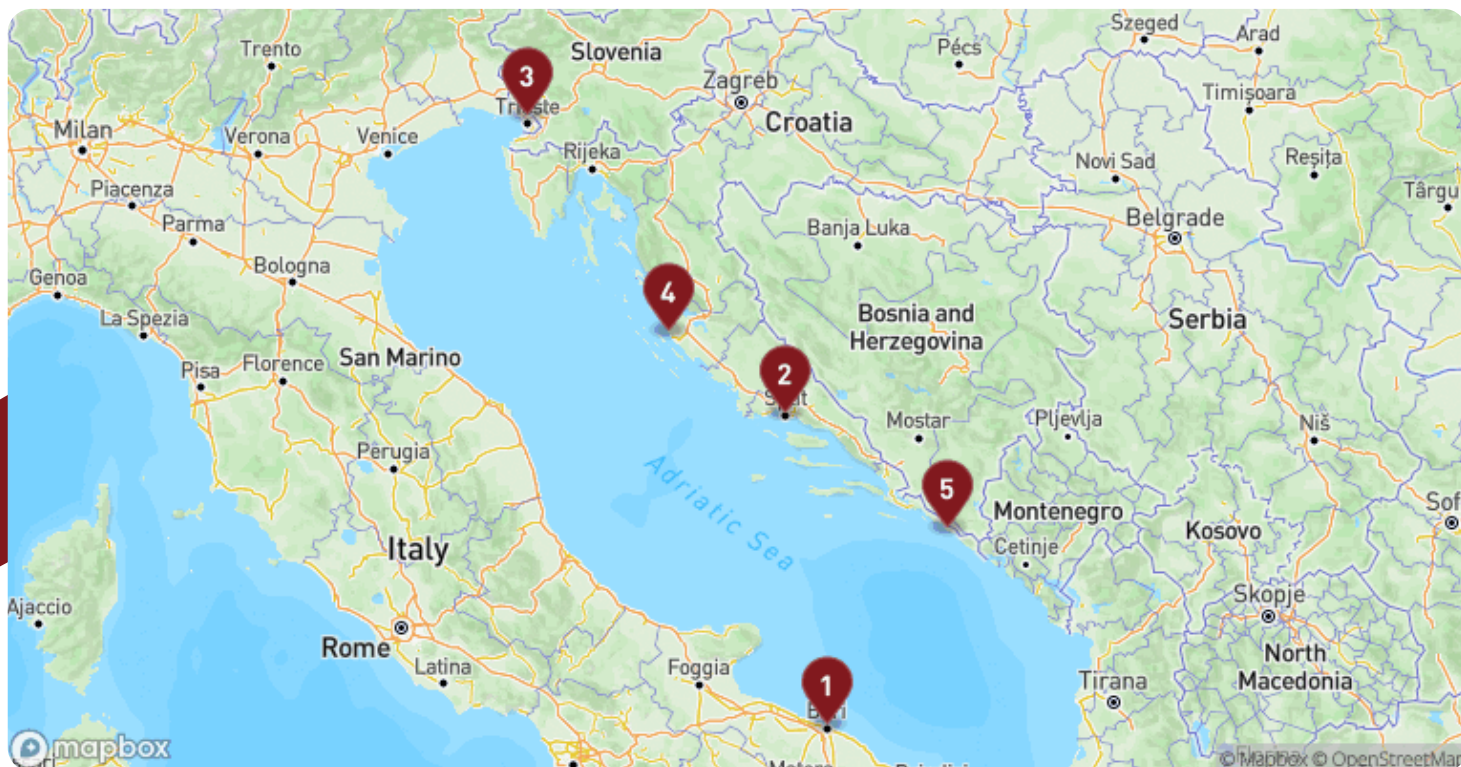 Szeged
Arad
Pécs
Slovenia
Trento
3
Zagreb
Timișoara
Trieste
Croatia
Milan
Verona
Venice
Rijeka
Novi Sad
Reșița
Piacenza
Târgu
Parma
Banja Luka
Belgrade
Bologna
Genoa
4
La Spezia
Bosnia and
Herzegovina
Serbia
San Marino
Pisa
Florence
2
Split
Mostar
Pljevlja
Niš
Perugia
Adriatic Sea
5
Montenegro
Sof
Kosovo
Italy
Cetinje
Ajaccio
Skopje
Rome
Latina
Foggia
North
Macedonia
1
Tirana
Bari
mapbox
© Mapbox © OpenStreetMap